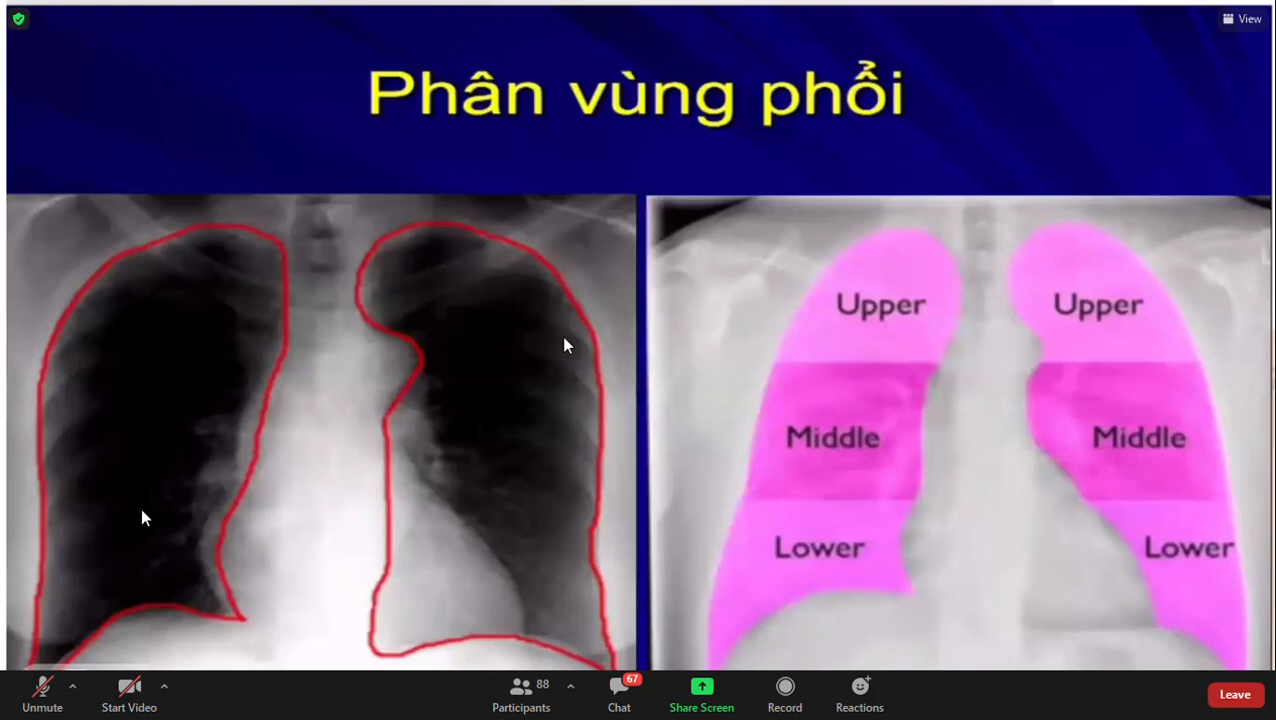 View
Phân vùng phổi
Upper
Upper
Middle
Middle
Lower
Lower
88
67
Unmute
Start Video
Participants
Chat
Share Screen
Record
Reactions
Leave